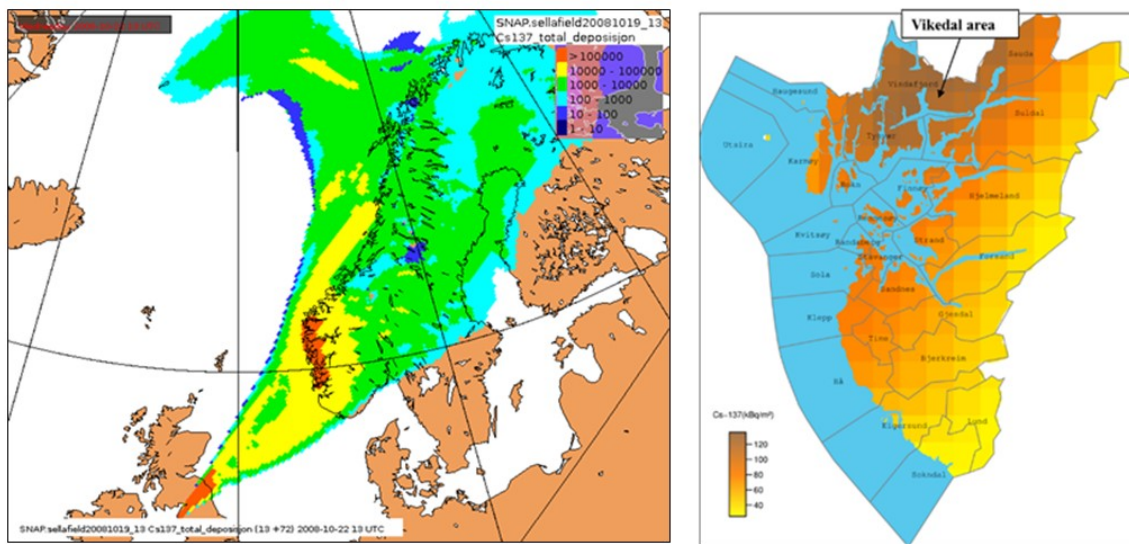 SNAP.sellafield20081019_13
Cs137_total_deposisjon
> 100000
10000 - 100000
1000 - 10000
100 - 1000
10 - 100
1 - 10
SNAP.sellafield20081019_13 Cs137_total_deposisjon (13 +72) 2008-10-22 13 UTC
Vikedal area
Sauda
Vindafjord
Haugesund
Suldal
Utsira
Tysvær
Karmøy
Bokn
Finnøy
Hjelmeland
Rennesøy
Kvitsøy
Randaberg
Strand
Stavanger
Forsand
Sola
Sandnes
Klepp
Gjesdal
Time
Bjerkreim
Hå
Cs-137(kBq/m²)
Eigersund
Lund
120
100
80
60
40
Sokndal